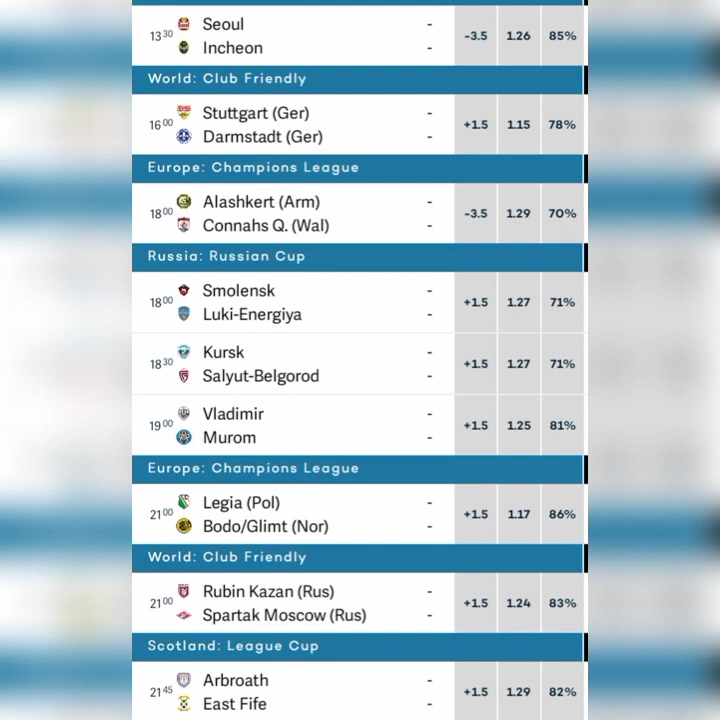 13 30 Seoul - -3.5 1.26 85%
Incheon -
World: Club Friendly
16 00 Stuttgart (Ger) - +1.5 1.15 78%
Darmstadt (Ger) -
Europe: Champions League
18 00 Alashkert (Arm) - -3.5 1.29 70%
Connahs Q. (Wal) -
Russia: Russian Cup
18 00 Smolensk - +1.5 1.27 71%
Luki-Energiya -
18 30 Kursk - +1.5 1.27 71%
Salyut-Belgorod -
19 00 Vladimir - +1.5 1.25 81%
Murom -
Europe: Champions League
21 00 Legia (Pol) - +1.5 1.17 86%
Bodo/Glimt (Nor) -
World: Club Friendly
21 00 Rubin Kazan (Rus) - +1.5 1.24 83%
Spartak Moscow (Rus) -
Scotland: League Cup
21 45 Arbroath - +1.5 1.29 82%
East Fife -